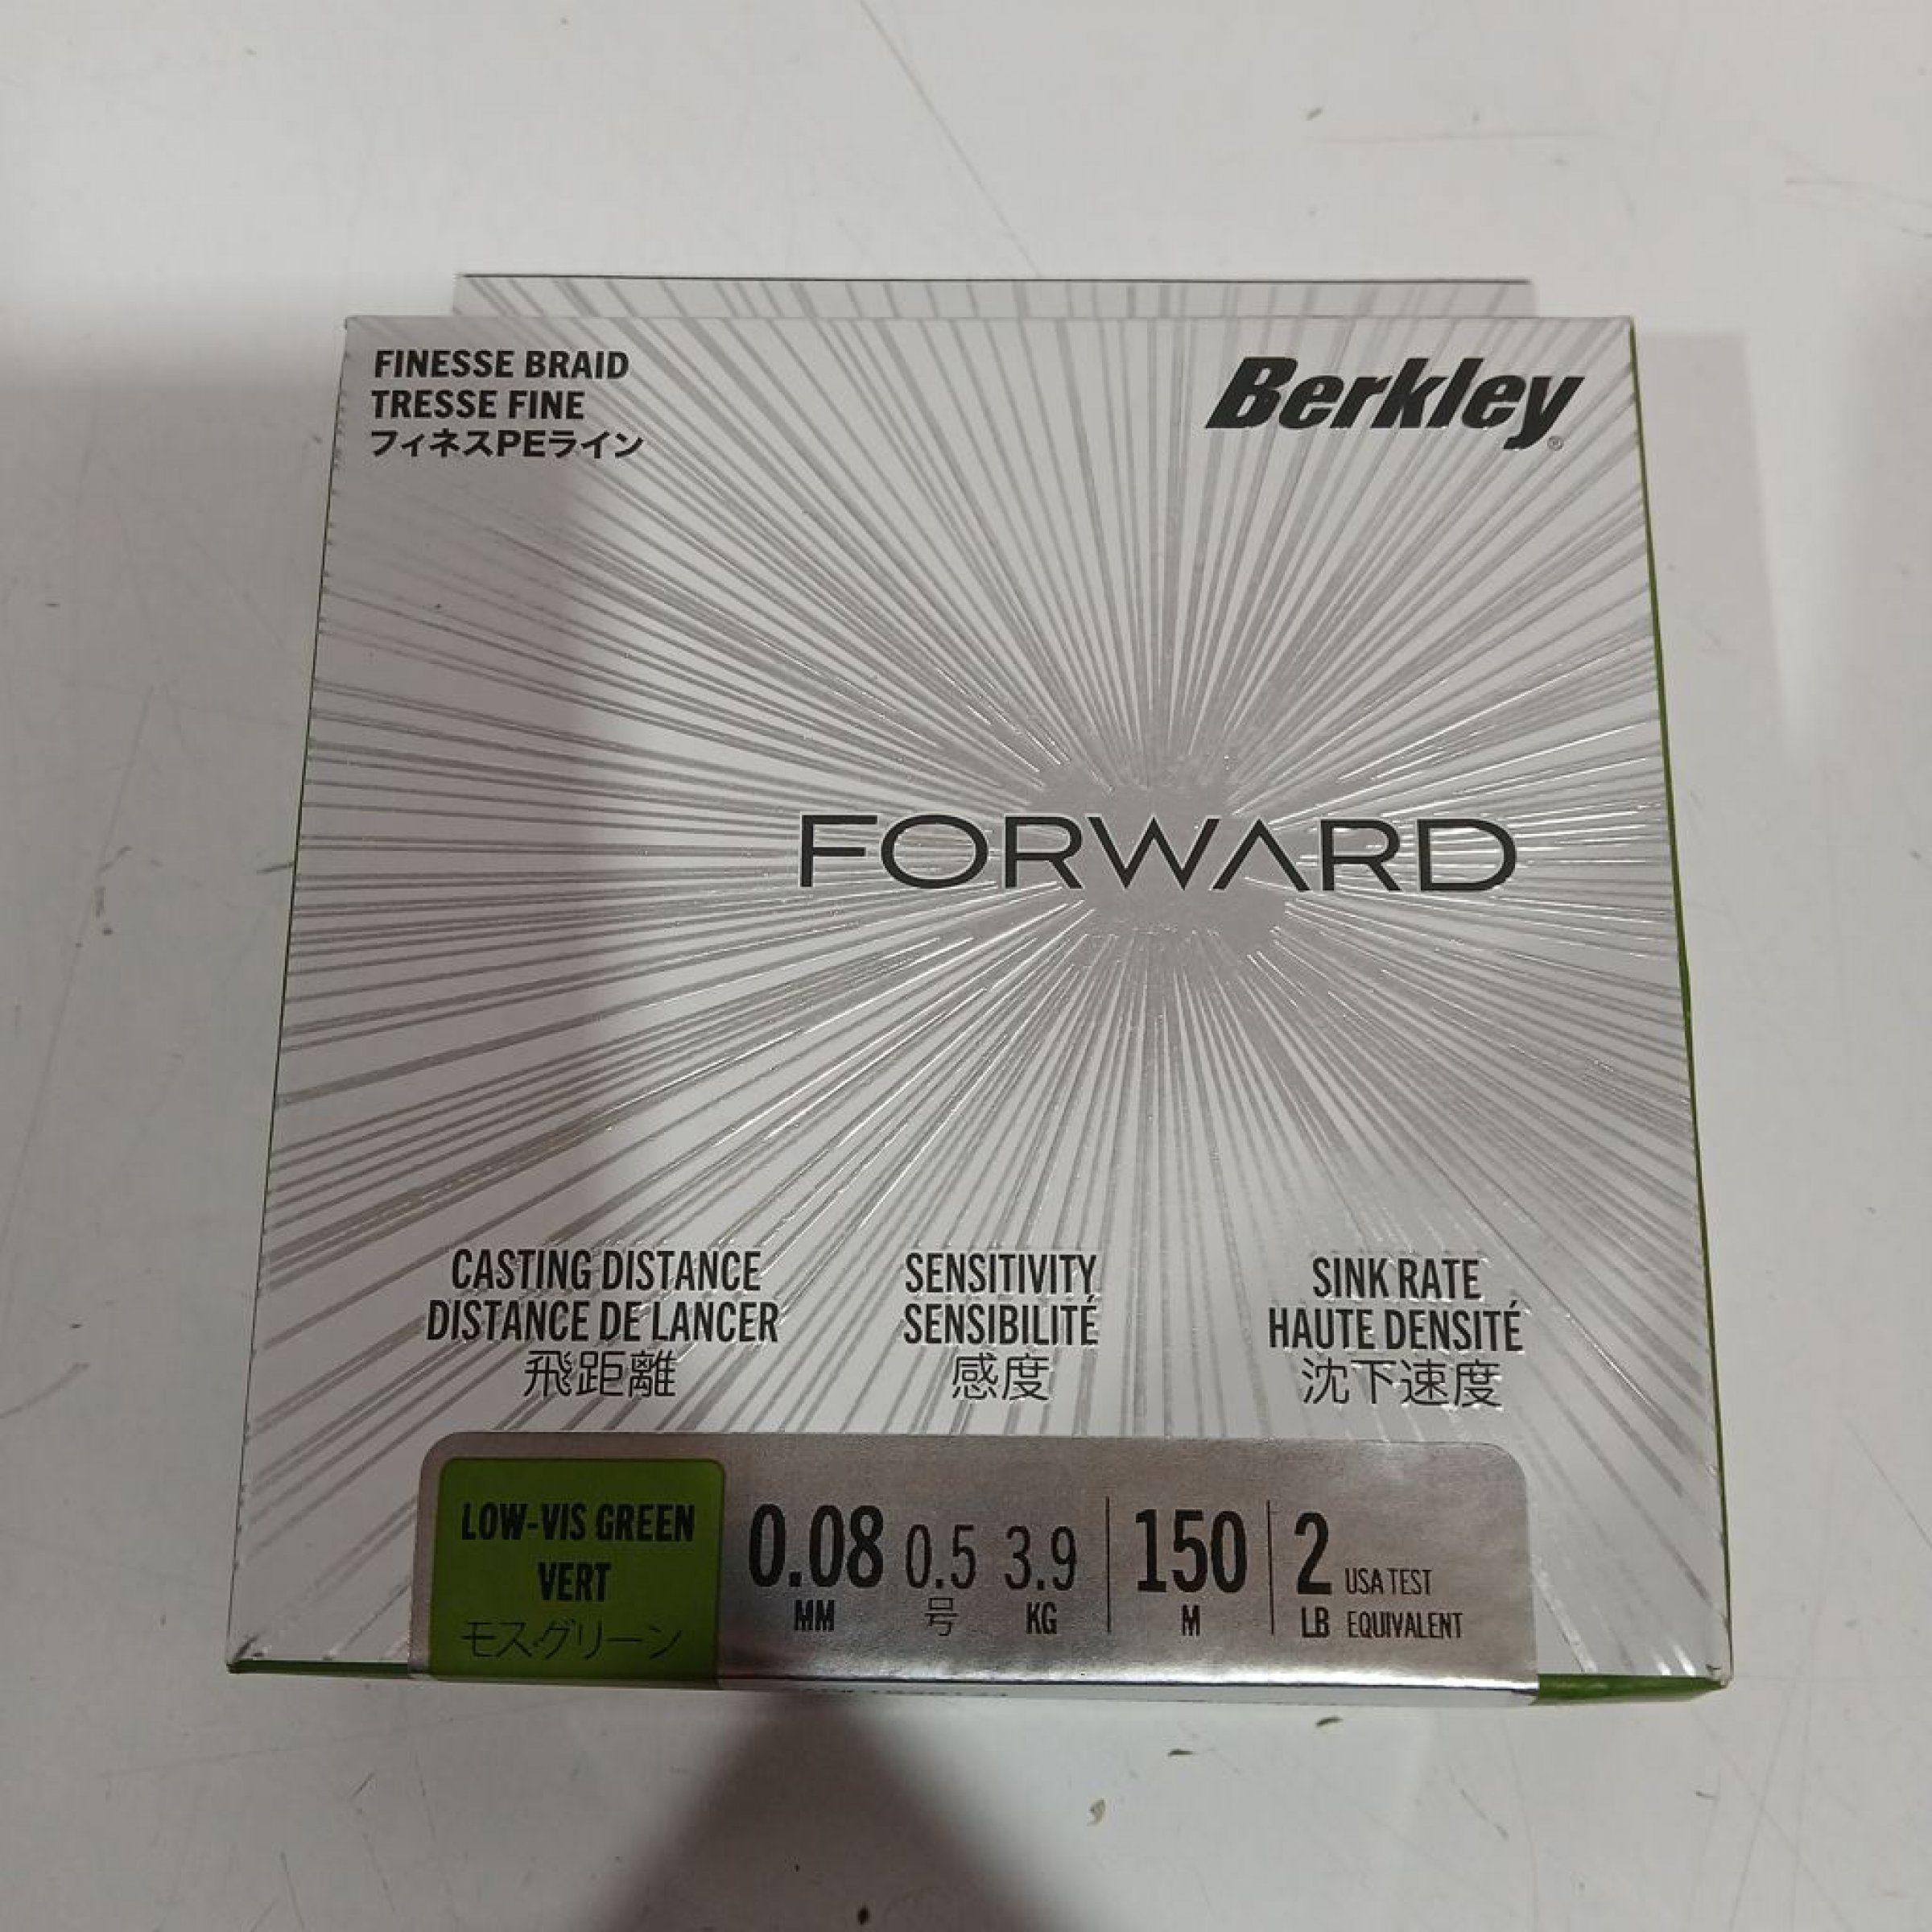 FINESSE BRAID
TRESSE FINE
フィネスPEライン
Berkley®
FORWARD
CASTING DISTANCE
DISTANCE DE LANCER
飛距離
SENSITIVITY
SENSIBILITÉ
感度
SINK RATE
HAUTE DENSITÉ
沈下速度
LOW-VIS GREEN
VERT
モス・グリーン
0.08 0.5 3.9 150 2 USA TEST
MM 号 KG M LB EQUIVALENT